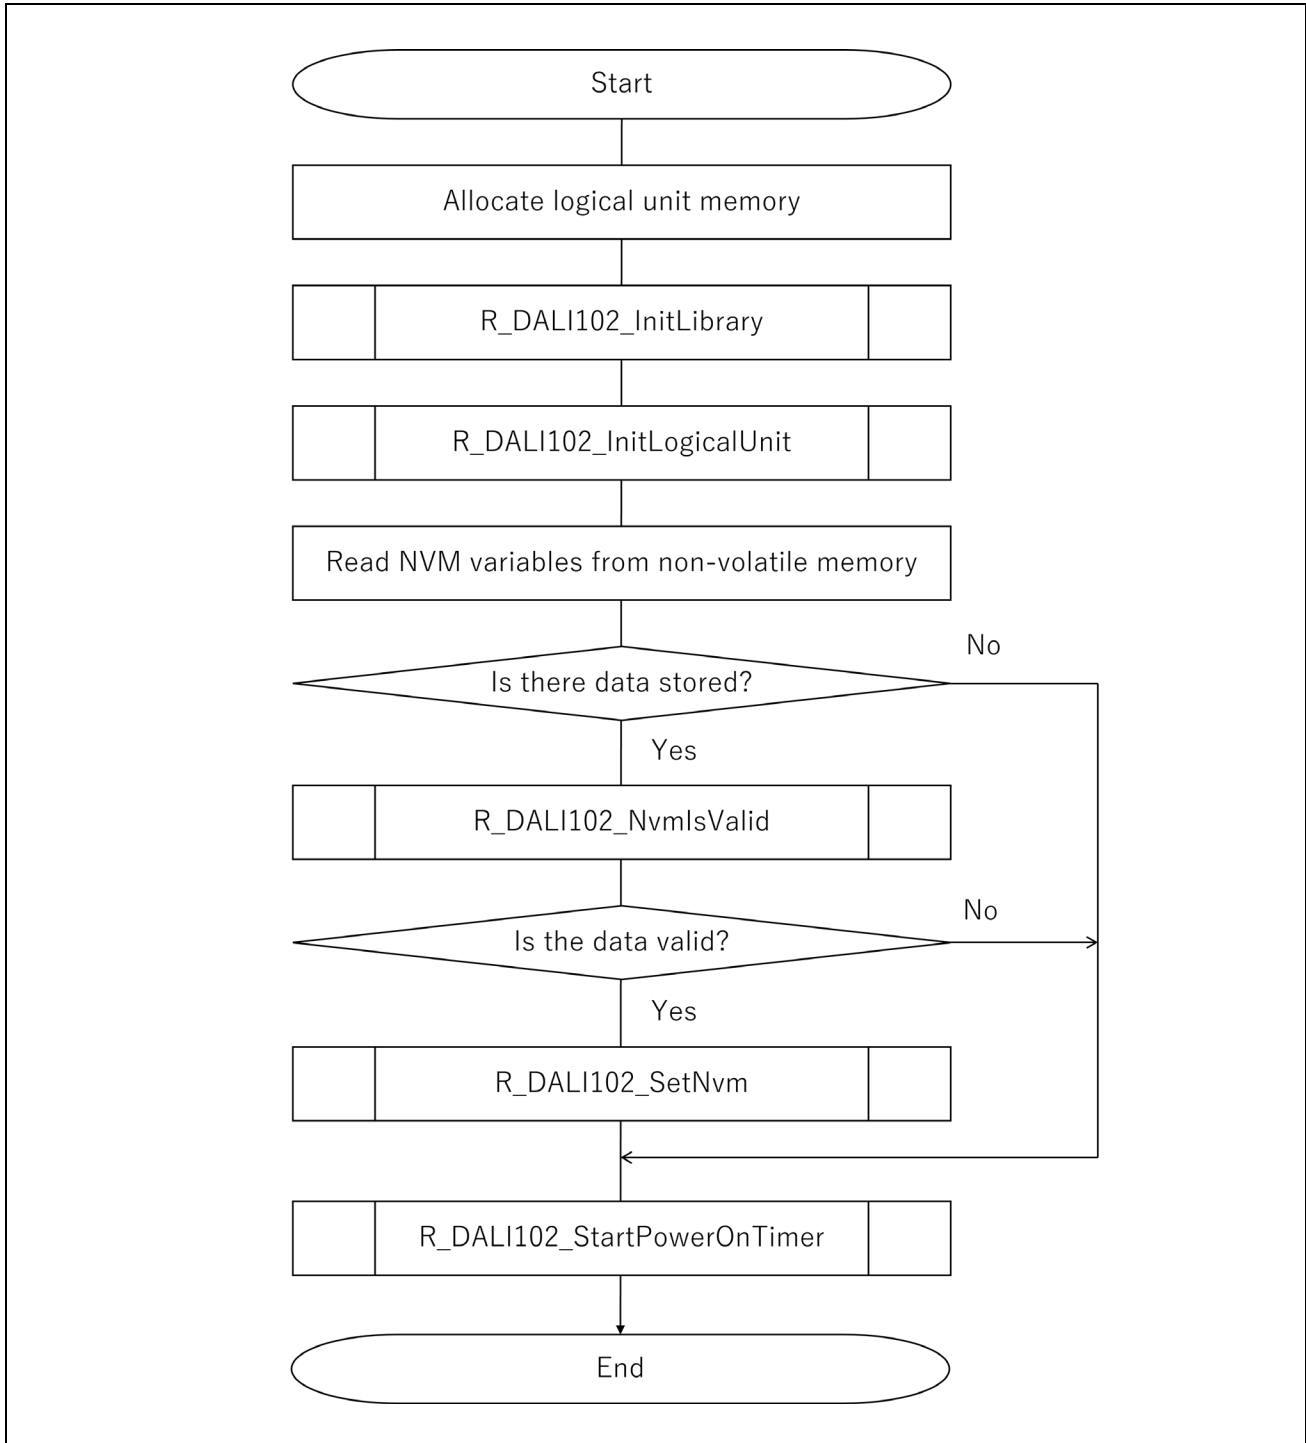 Start
Allocate logical unit memory
R_DALI102_InitLibrary
R_DALI102_InitLogicalUnit
Read NVM variables from non-volatile memory
No
Is there data stored?
Yes
R_DALI102_NvmIsValid
No
Is the data valid?
Yes
R_DALI102_SetNvm
R_DALI102_StartPowerOnTimer
End